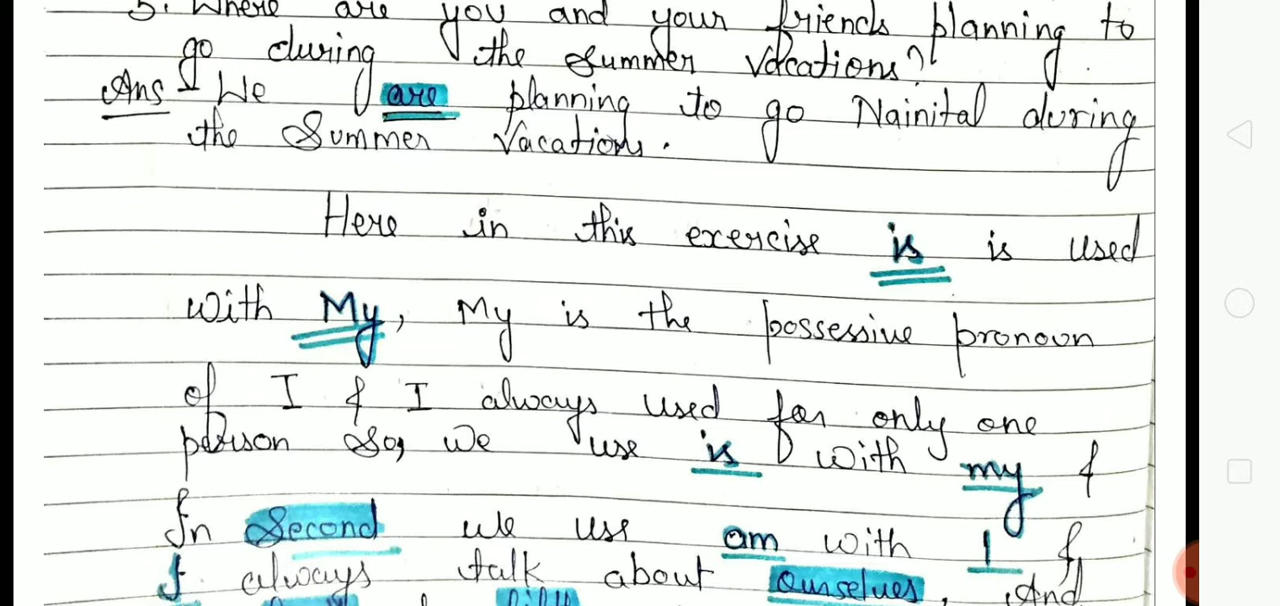 5. Where are you and your friends planning to
go during the summer vacations?
Ans We are planning to go Nainital during
the Summer Vacations.
Here in this exercise is is used
with My, My is the possessive pronoun
of I & I always used for only one
person So, we use is with my &
In Second we use am with I &
I always talk about ourselves, And